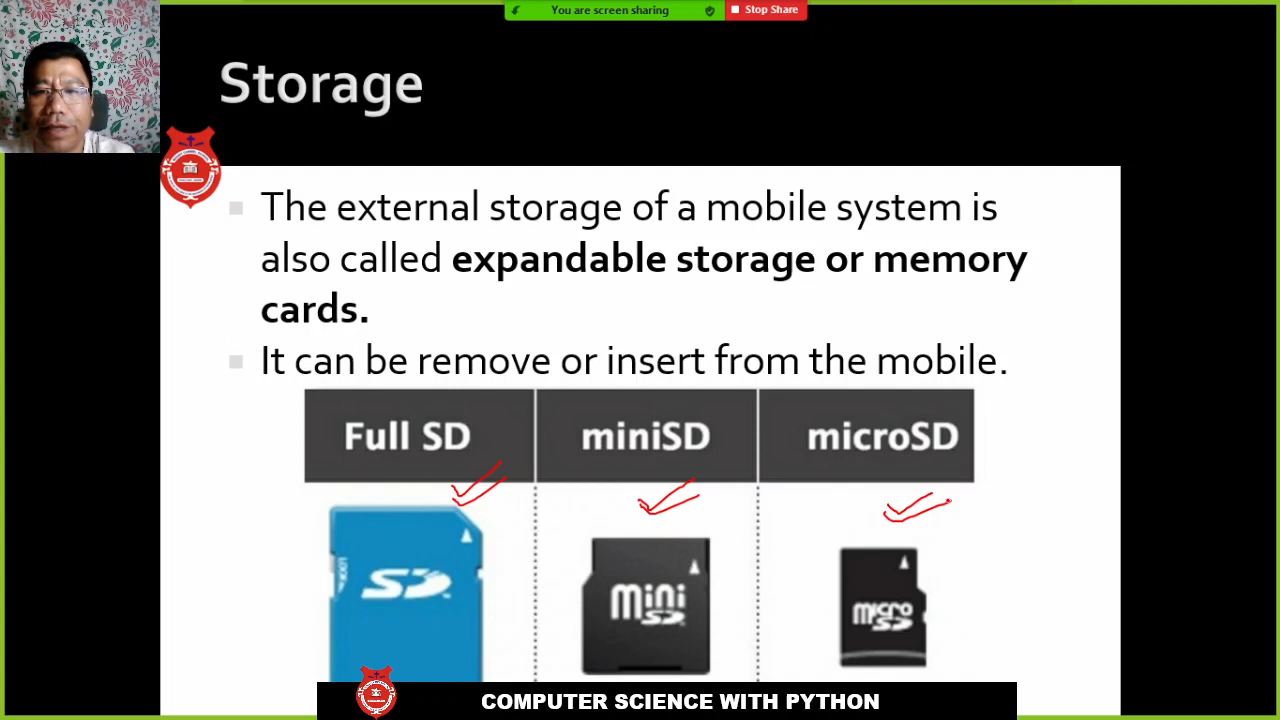 You are screen sharing
Stop Share
Storage
The external storage of a mobile system is
also called expandable storage or memory
cards.
It can be remove or insert from the mobile.
Full SD
miniSD
microSD
LOCK
SD
mini
SD
micro
SD
COMPUTER SCIENCE WITH PYTHON